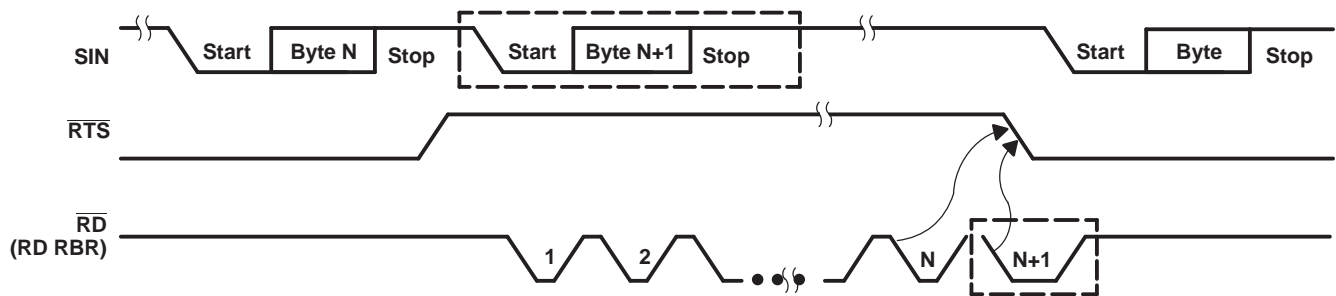 SIN
Start
Byte N
Stop
Start
Byte N+1
Stop
Start
Byte
Stop
RTS
RD
(RD RBR)
1
2
N
N+1